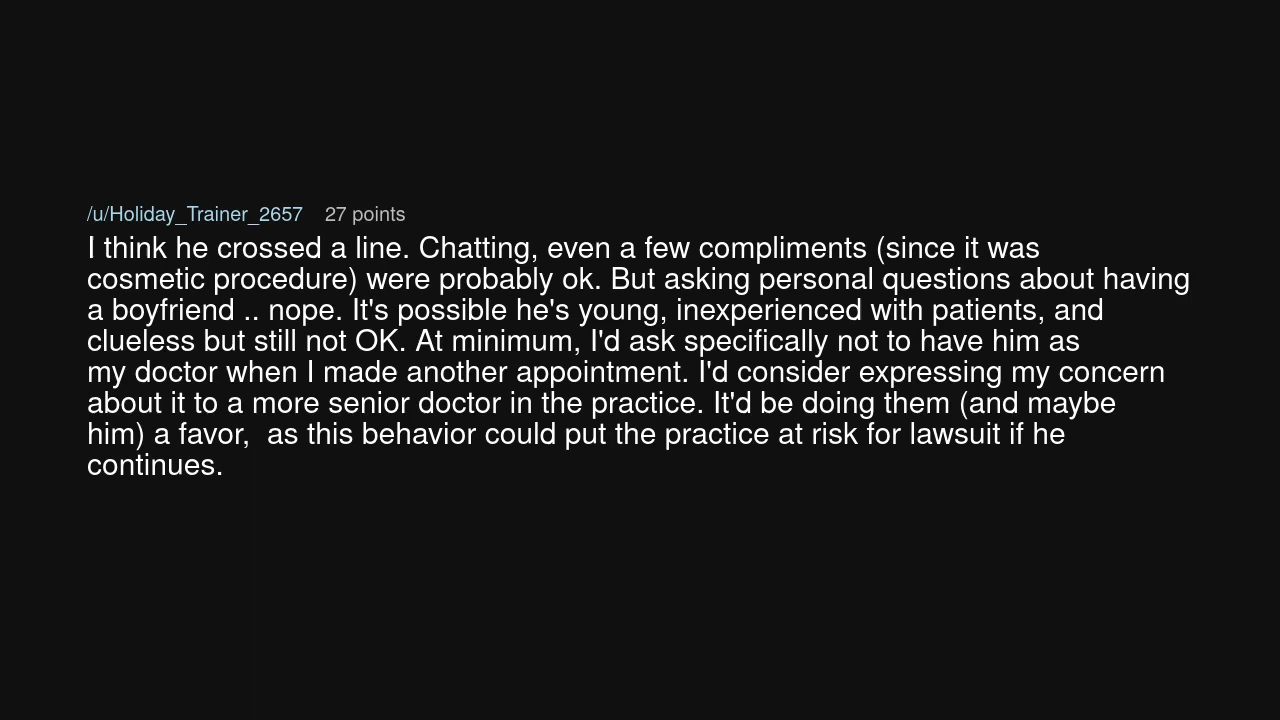 /u/Holiday_Trainer_2657 27 points
I think he crossed a line. Chatting, even a few compliments (since it was
cosmetic procedure) were probably ok. But asking personal questions about having
a boyfriend .. nope. It's possible he's young, inexperienced with patients, and
clueless but still not OK. At minimum, I'd ask specifically not to have him as
my doctor when I made another appointment. I'd consider expressing my concern
about it to a more senior doctor in the practice. It'd be doing them (and maybe
him) a favor,  as this behavior could put the practice at risk for lawsuit if he
continues.